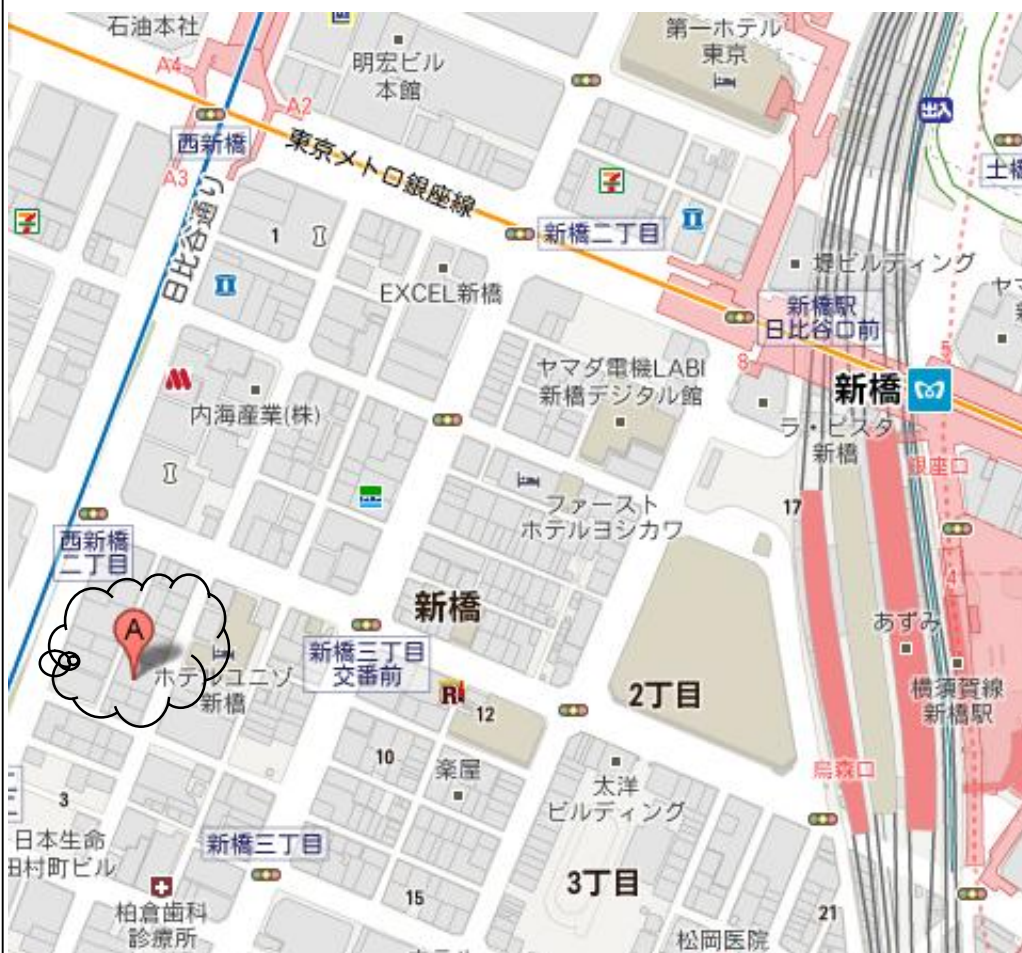 石油本社
明宏ビル
本館
第一ホテル
東京
A4
A2
西新橋
A3
東京メトロ銀座線
日比谷通り
出入
土橋
1
新橋二丁目
EXCEL新橋
堀ビルディング
新橋駅
日比谷口前
ヤマダ電機LABI
新橋デジタル館
8
5
新橋
内海産業(株)
ラ・ビスタ
新橋
銀座口
ファースト
ホテルヨシカワ
17
西新橋
二丁目
4
新橋
A
あずみ
新橋三丁目
交番前
ホテルユニゾ
新橋
2丁目
横須賀線
新橋駅
12
10
楽屋
太洋
ビルディング
烏森口
3
日本生命
田村町ビル
新橋三丁目
3丁目
15
柏倉歯科
診療所
21
松岡医院